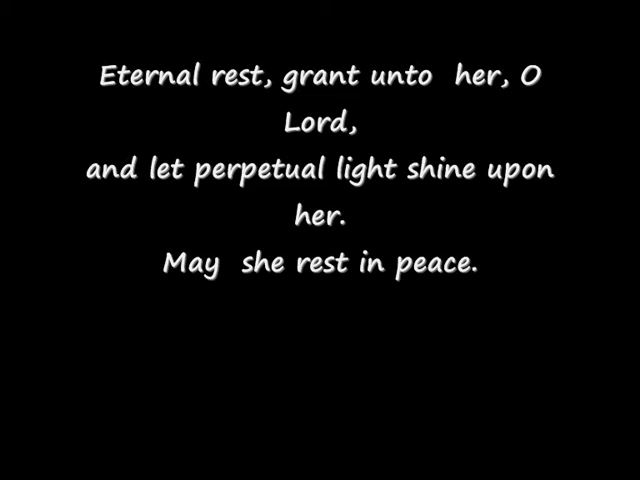 Eternal rest, grant unto  her, O
Lord,
and let perpetual light shine upon
her.
May  she rest in peace.